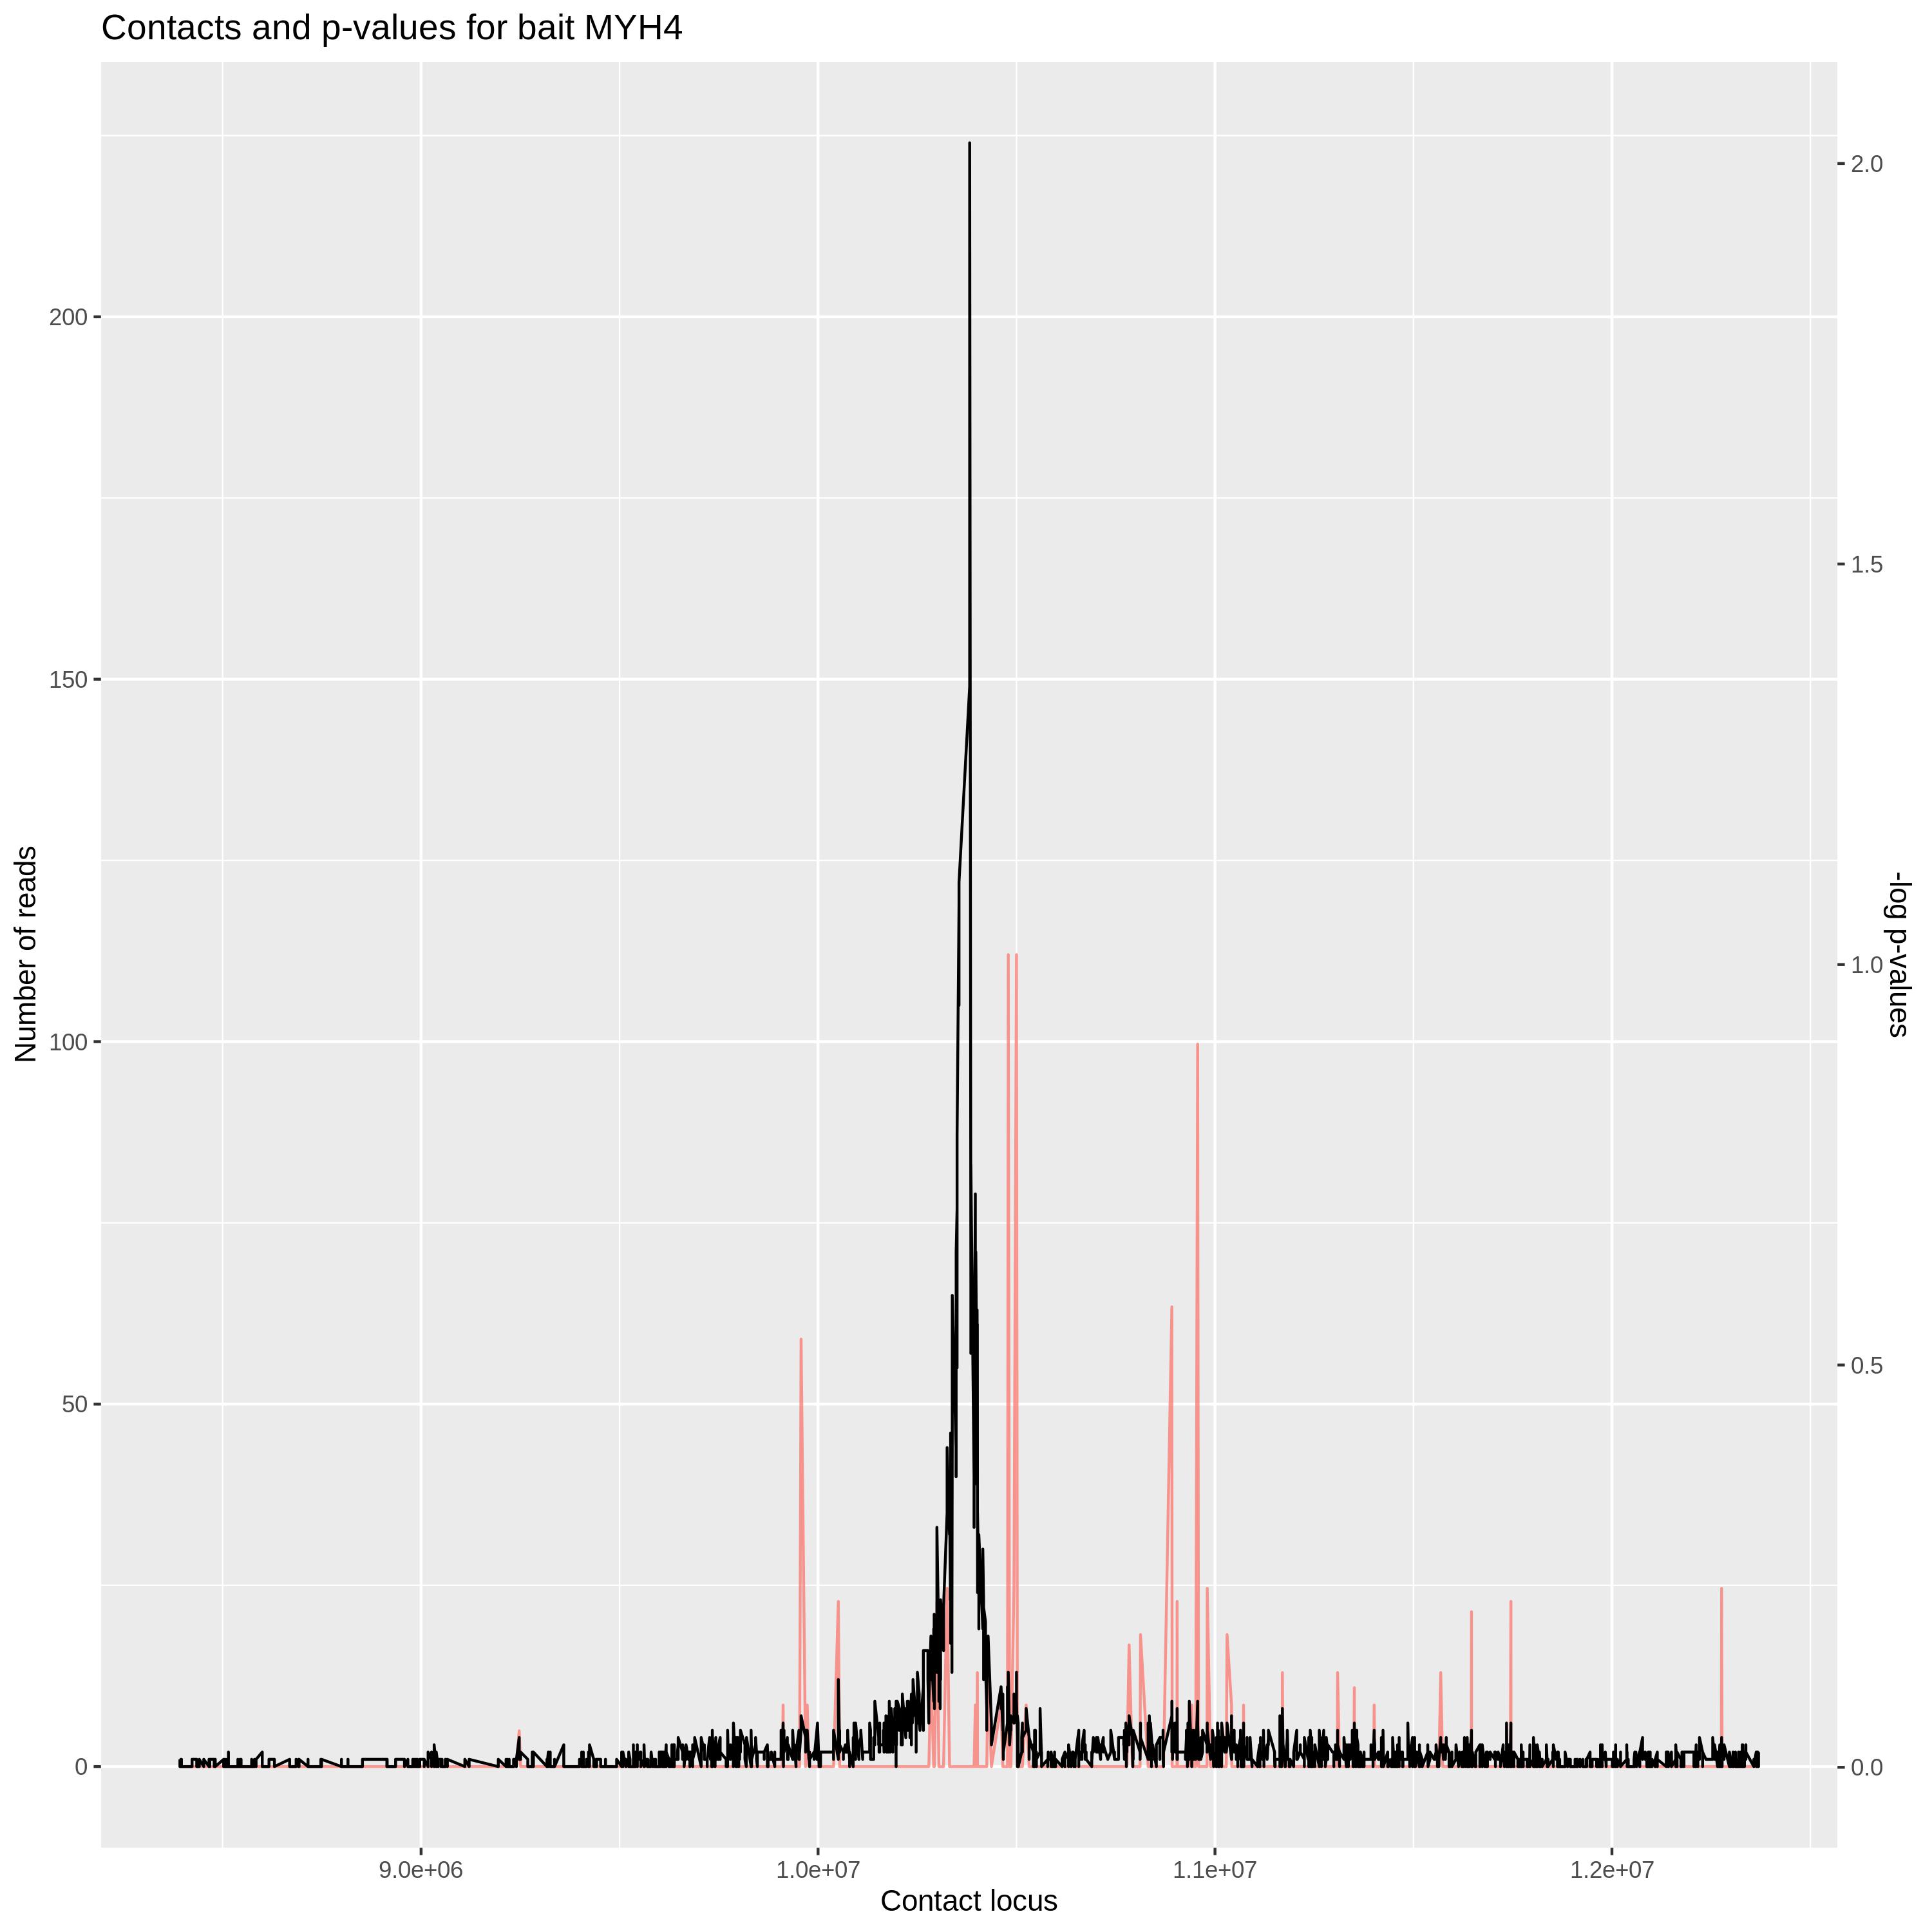 Contacts and p-values for bait MYH4
Number of reads
200
150
100
50
0
2.0
1.5
1.0
0.5
0.0
-log p-values
9.0e+06
1.0e+07
1.1e+07
1.2e+07
Contact locus